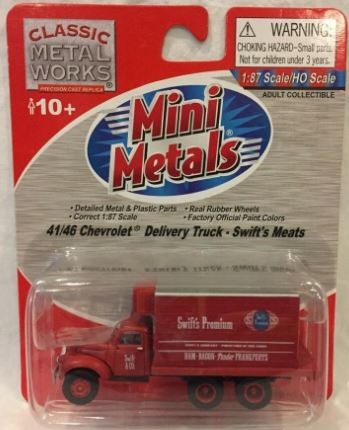 CLASSIC
METAL
WORKS®
PRECISION CAST REPLICA
10+
WARNING:
CHOKING HAZARD-Small parts.
Not for children under 3 years.
1:87 Scale/HO Scale
ADULT COLLECTIBLE
Mini
Metals®
• Detailed Metal & Plastic Parts • Real Rubber Wheels
• Correct 1:87 Scale • Factory Official Paint Colors
41/46 Chevrolet® Delivery Truck - Swift's Meats
Swift's Premium
HAM · BACON · Tender FRANKFURTS
Swift
& CO.